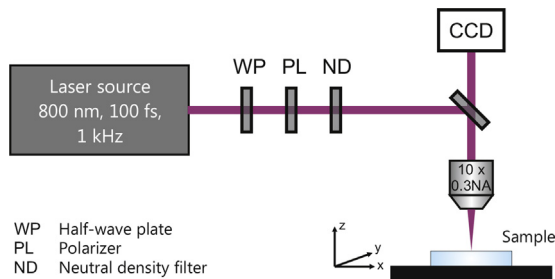 CCD
WP PL ND
Laser source
800 nm, 100 fs,
1 kHz
10 x
0.3NA
WP Half-wave plate
PL Polarizer
ND Neutral density filter
z
y
x
Sample